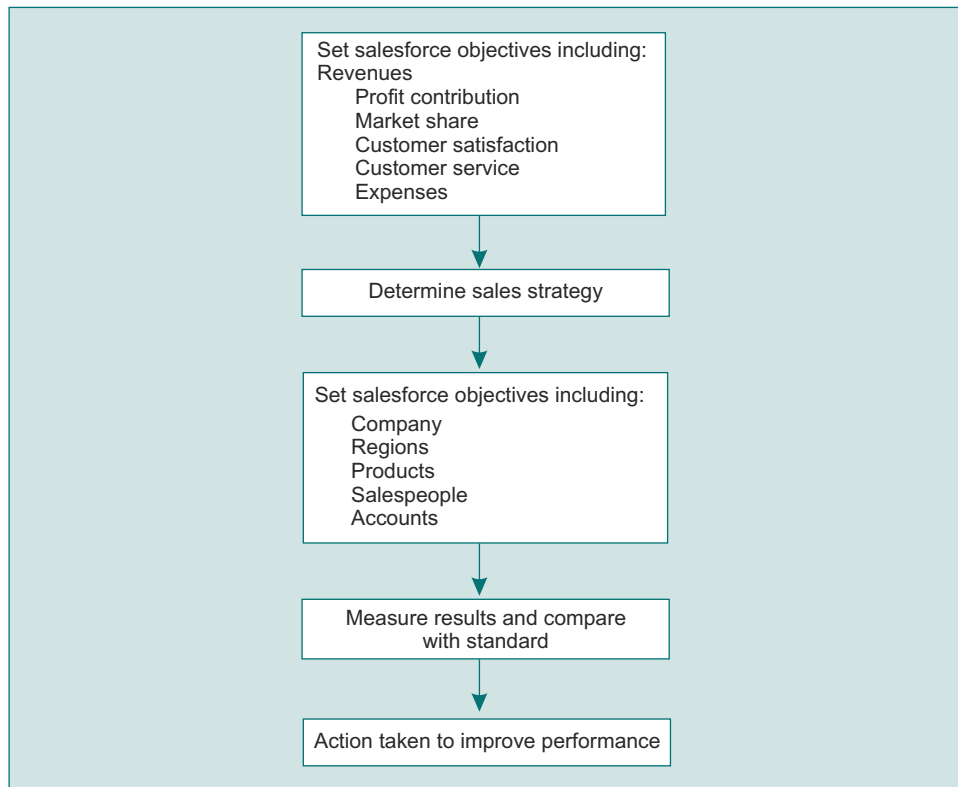 Set salesforce objectives including:
Revenues
Profit contribution
Market share
Customer satisfaction
Customer service
Expenses
Determine sales strategy
Set salesforce objectives including:
Company
Regions
Products
Salespeople
Accounts
Measure results and compare
with standard
Action taken to improve performance